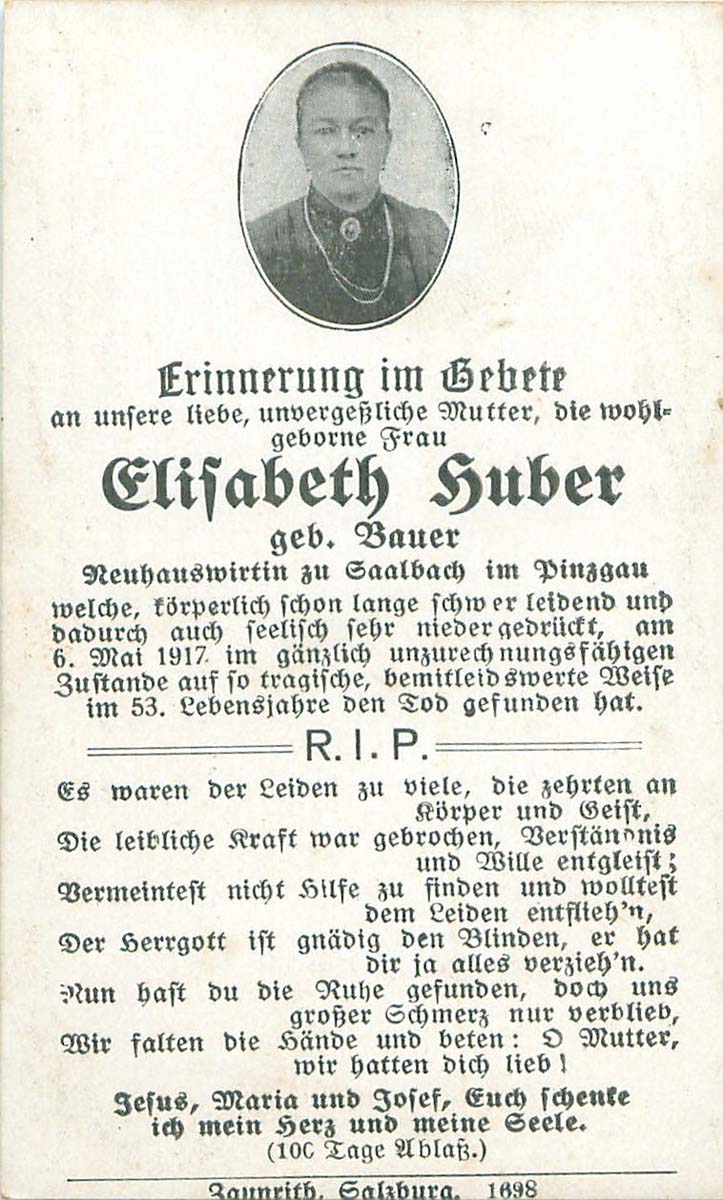 Erinnerung im Gebete
an unsere liebe, unvergeßliche Mutter, die wohl-
geborne Frau
Elisabeth Huber
geb. Bauer
Neuhauswirtin zu Saalbach im Pinzgau
welche, körperlich schon lange schwer leidend und
dadurch auch seelisch sehr niedergedrückt, am
6. Mai 1917 im gänzlich unzurechnungsfähigen
Zustande auf so tragische, bemitleidswerte Weise
im 53. Lebensjahre den Tod gefunden hat.
R. I. P.
Es waren der Leiden zu viele, die zehrten an
Körper und Geist,
Die leibliche Kraft war gebrochen, Verständnis
und Wille entgleist;
Vermeintest nicht Hilfe zu finden und wolltest
dem Leiden entflieh'n,
Der Herrgott ist gnädig den Blinden, er hat
dir ja alles verzieh'n.
Nun hast du die Ruhe gefunden, doch uns
großer Schmerz nur verblieb,
Wir falten die Hände und beten: O Mutter,
wir hatten dich lieb!
Jesus, Maria und Josef, Euch schenke
ich mein Herz und meine Seele.
(100 Tage Ablaß.)
Zaunrith, Salzburg. 1698